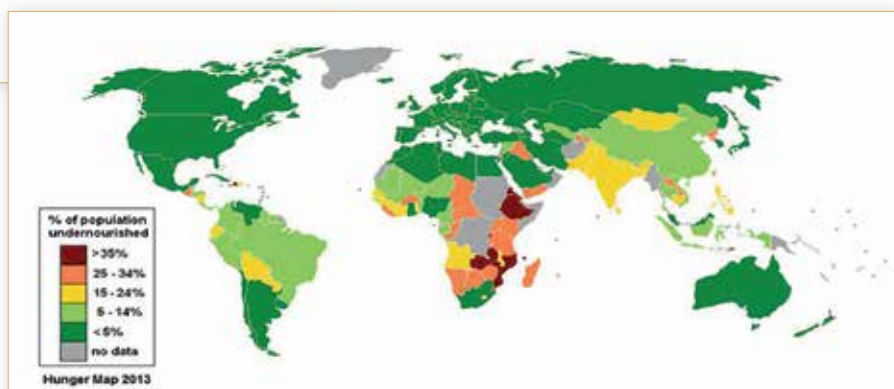 % of population
undernourished
>35%
25 - 34%
15 - 24%
5 - 14%
<5%
no data
Hunger Map 2013